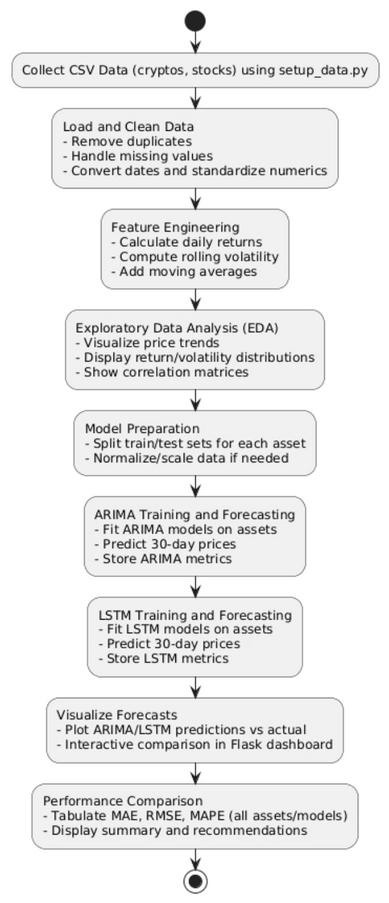 Collect CSV Data (cryptos, stocks) using setup_data.py
Load and Clean Data
- Remove duplicates
- Handle missing values
- Convert dates and standardize numerics
Feature Engineering
- Calculate daily returns
- Compute rolling volatility
- Add moving averages
Exploratory Data Analysis (EDA)
- Visualize price trends
- Display return/volatility distributions
- Show correlation matrices
Model Preparation
- Split train/test sets for each asset
- Normalize/scale data if needed
ARIMA Training and Forecasting
- Fit ARIMA models on assets
- Predict 30-day prices
- Store ARIMA metrics
LSTM Training and Forecasting
- Fit LSTM models on assets
- Predict 30-day prices
- Store LSTM metrics
Visualize Forecasts
- Plot ARIMA/LSTM predictions vs actual
- Interactive comparison in Flask dashboard
Performance Comparison
- Tabulate MAE, RMSE, MAPE (all assets/models)
- Display summary and recommendations